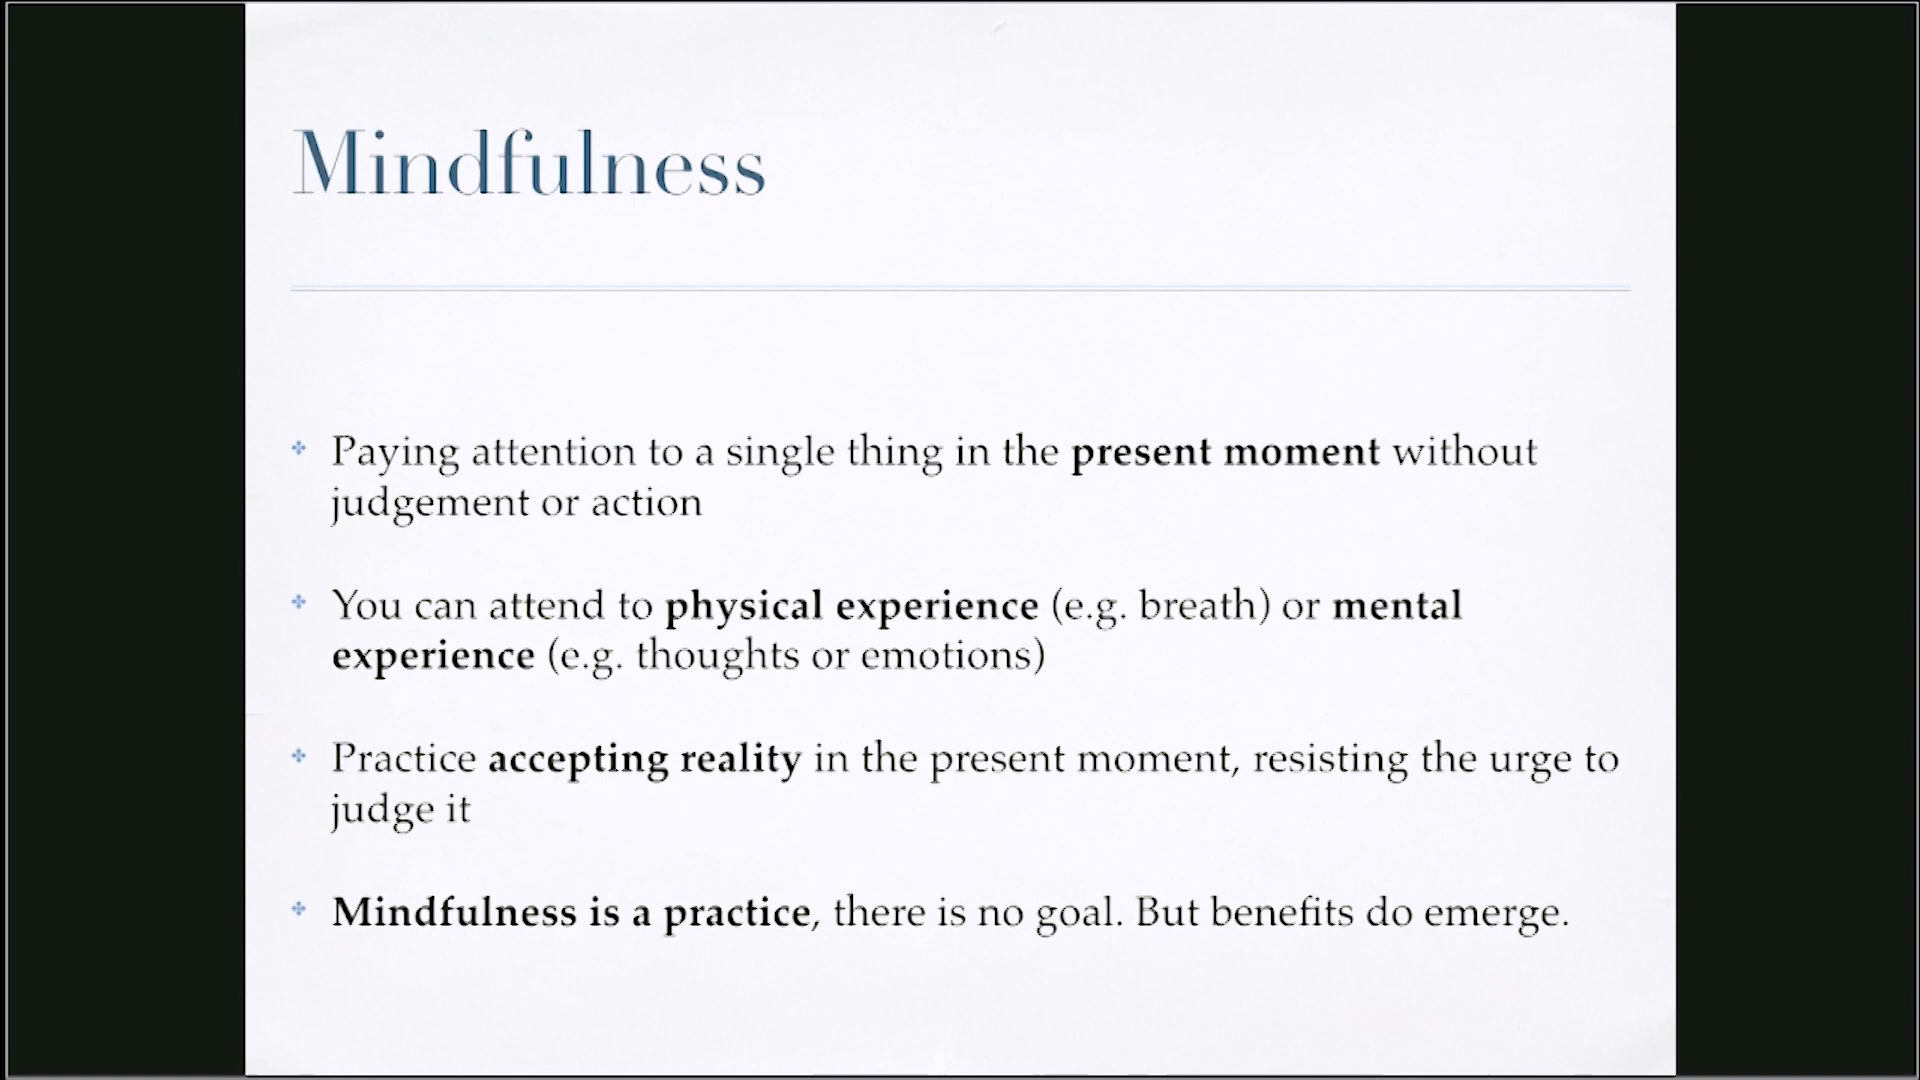 Mindfulness
Paying attention to a single thing in the present moment without
judgement or action
You can attend to physical experience (e.g. breath) or mental
experience (e.g. thoughts or emotions)
Practice accepting reality in the present moment, resisting the urge to
judge it
Mindfulness is a practice, there is no goal. But benefits do emerge.